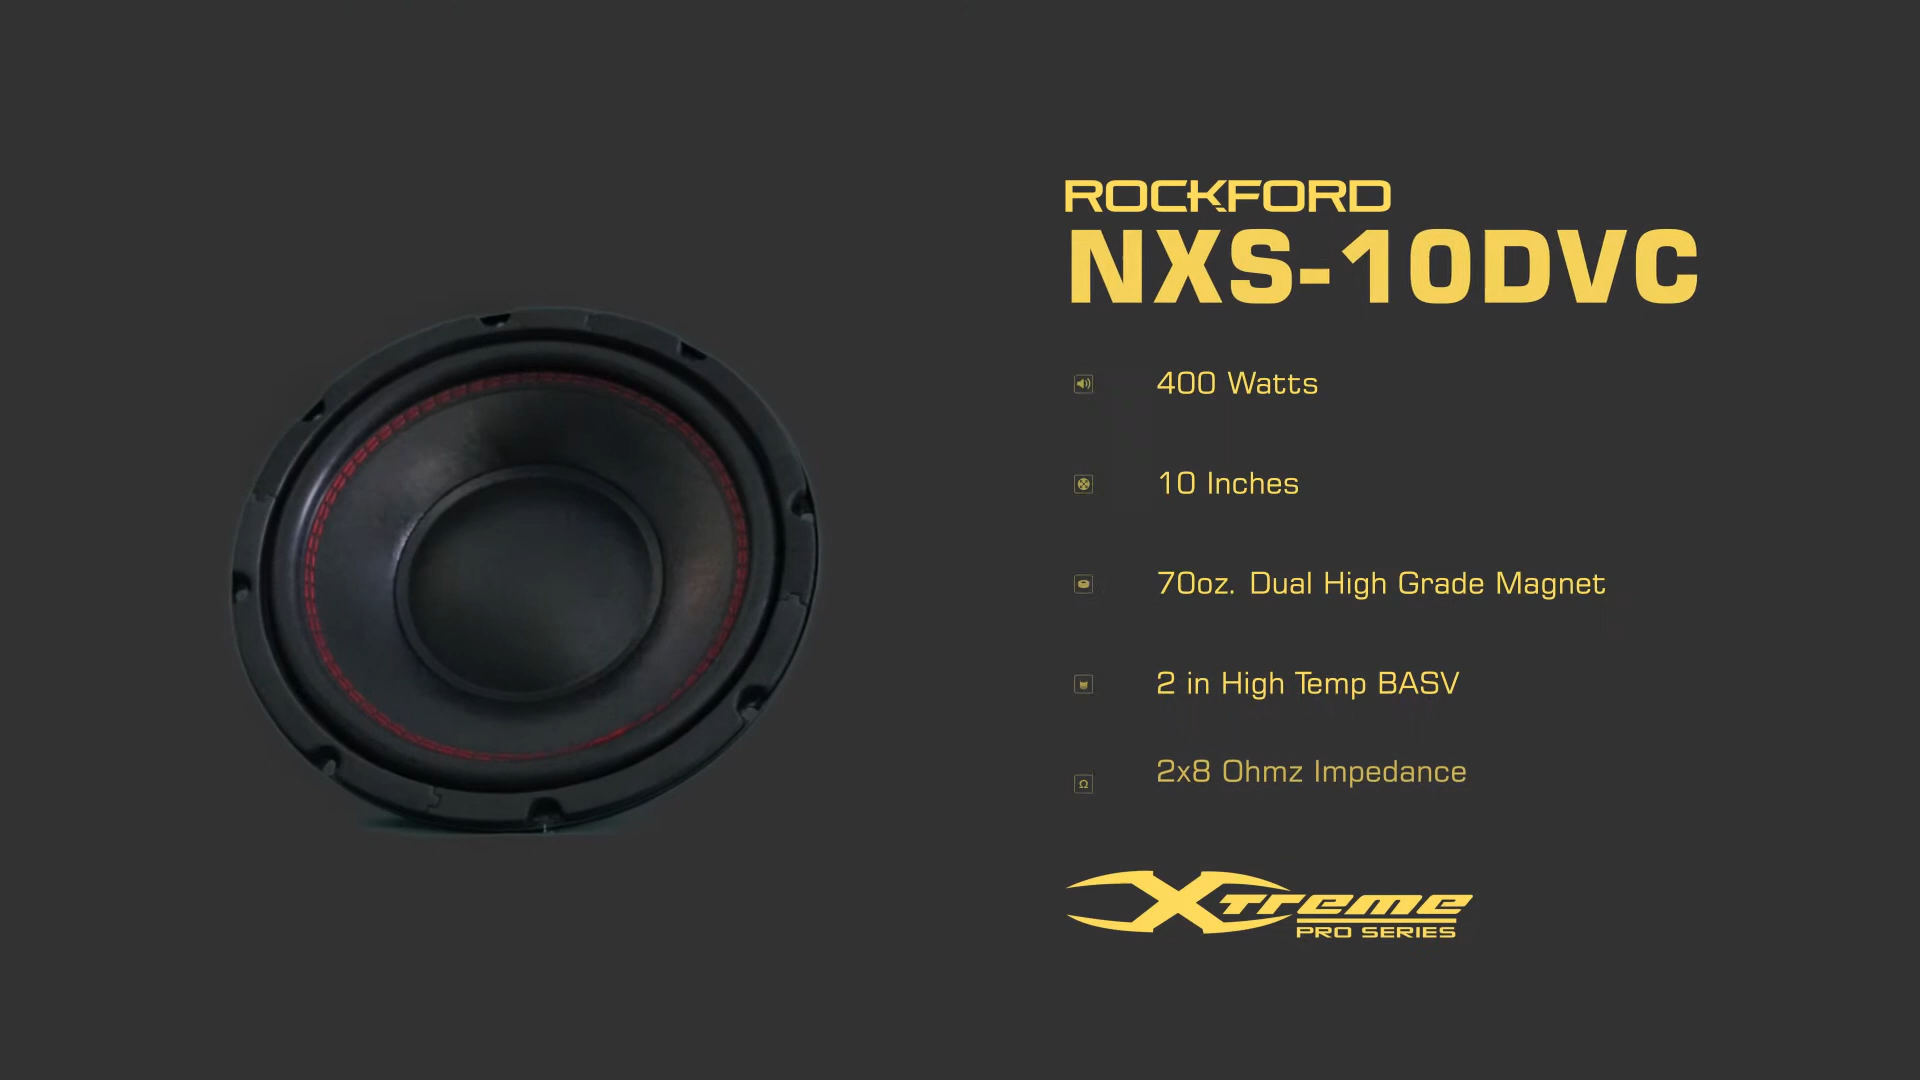 ROCKFORD
NXS-10DVC
400 Watts
10 Inches
70oz. Dual High Grade Magnet
2 in High Temp BASV
Ω
2x8 Ohmz Impedance
Xtreme
PRO SERIES